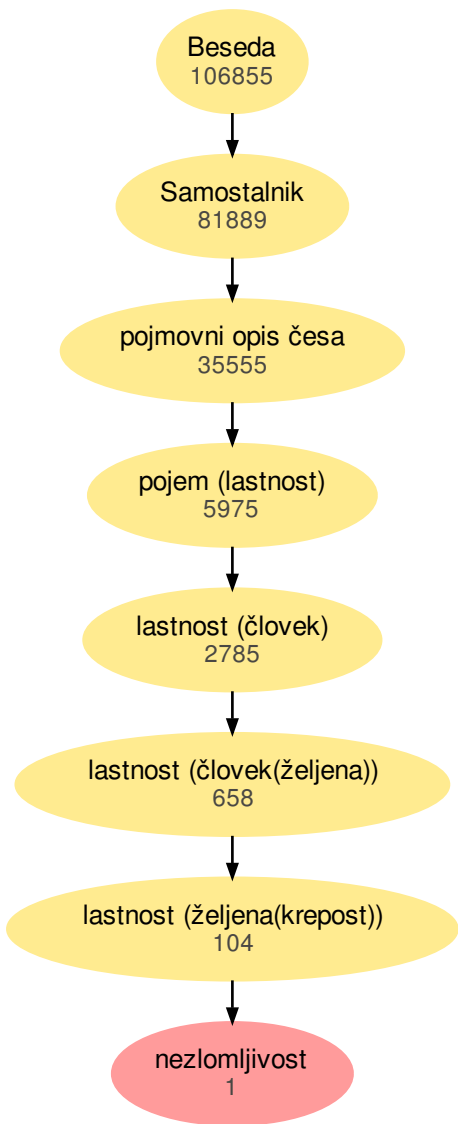 Beseda
106855
Samostalnik
81889
pojmovni opis česa
35555
pojem (lastnost)
5975
lastnost (človek)
2785
lastnost (človek(željena))
658
lastnost (željena(krepost))
104
nezlomljivost
1